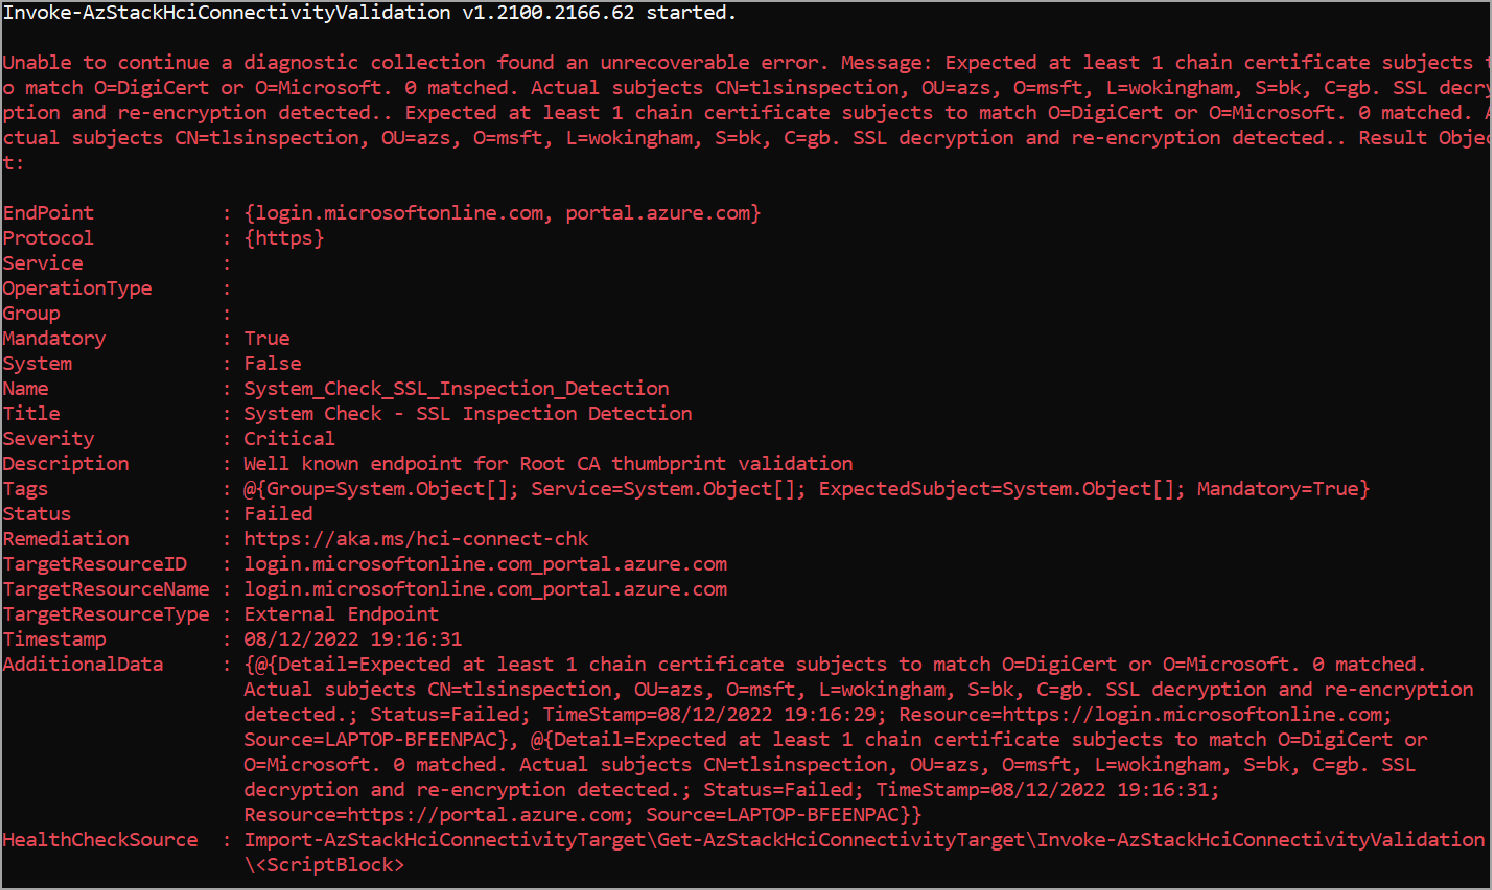 Invoke-AzStackHciConnectivityValidation v1.2100.2166.62 started.
Unable to continue a diagnostic collection found an unrecoverable error. Message: Expected at least 1 chain certificate subjects t
o match O=DigiCert or O=Microsoft. 0 matched. Actual subjects CN=tlsinspection, OU=azs, O=msft, L=wokingham, S=bk, C=gb. SSL decry
ption and re-encryption detected.. Expected at least 1 chain certificate subjects to match O=DigiCert or O=Microsoft. 0 matched. A
ctual subjects CN=tlsinspection, OU=azs, O=msft, L=wokingham, S=bk, C=gb. SSL decryption and re-encryption detected.. Result Objec
t:
EndPoint : {login.microsoftonline.com, portal.azure.com}
Protocol : {https}
Service :
OperationType :
Group :
Mandatory : True
System : False
Name : System_Check_SSL_Inspection_Detection
Title : System Check - SSL Inspection Detection
Severity : Critical
Description : Well known endpoint for Root CA thumbprint validation
Tags : @{Group=System.Object[]; Service=System.Object[]; ExpectedSubject=System.Object[]; Mandatory=True}
Status : Failed
Remediation : https://aka.ms/hci-connect-chk
TargetResourceID : login.microsoftonline.com_portal.azure.com
TargetResourceName : login.microsoftonline.com_portal.azure.com
TargetResourceType : External Endpoint
Timestamp : 08/12/2022 19:16:31
AdditionalData : {@{Detail=Expected at least 1 chain certificate subjects to match O=DigiCert or O=Microsoft. 0 matched.
Actual subjects CN=tlsinspection, OU=azs, O=msft, L=wokingham, S=bk, C=gb. SSL decryption and re-encryption
detected.; Status=Failed; TimeStamp=08/12/2022 19:16:29; Resource=https://login.microsoftonline.com;
Source=LAPTOP-BFEENPAC}, @{Detail=Expected at least 1 chain certificate subjects to match O=DigiCert or
O=Microsoft. 0 matched. Actual subjects CN=tlsinspection, OU=azs, O=msft, L=wokingham, S=bk, C=gb. SSL
decryption and re-encryption detected.; Status=Failed; TimeStamp=08/12/2022 19:16:31;
Resource=https://portal.azure.com; Source=LAPTOP-BFEENPAC}}
HealthCheckSource : Import-AzStackHciConnectivityTarget\Get-AzStackHciConnectivityTarget\Invoke-AzStackHciConnectivityValidation
\<ScriptBlock>